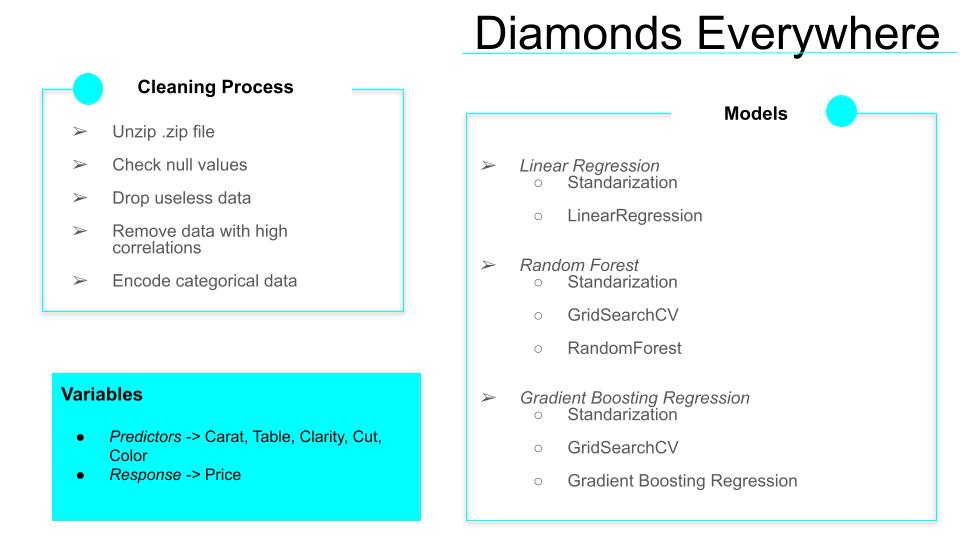 Diamonds Everywhere
Cleaning Process
➢ Unzip .zip file
➢ Check null values
➢ Drop useless data
➢ Remove data with high
correlations
➢ Encode categorical data
Variables
● Predictors -> Carat, Table, Clarity, Cut,
Color
● Response -> Price
Models
➢ Linear Regression
○ Standarization
○ LinearRegression
➢ Random Forest
○ Standarization
○ GridSearchCV
○ RandomForest
➢ Gradient Boosting Regression
○ Standarization
○ GridSearchCV
○ Gradient Boosting Regression